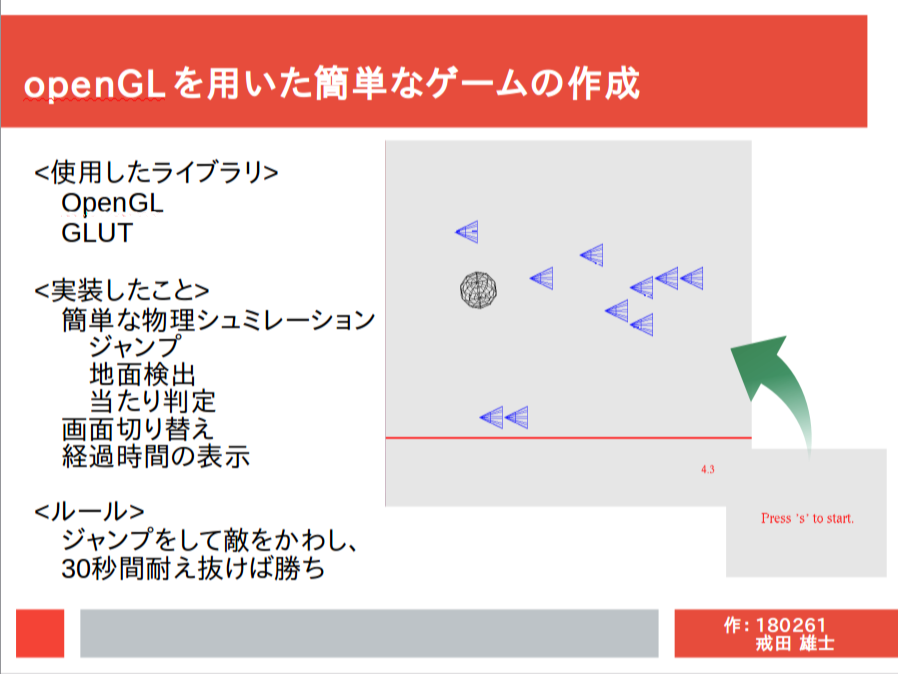 openGLを用いた簡単なゲームの作成
<使用したライブラリ>
OpenGL
GLUT
<実装したこと>
簡単な物理シュミレーション
ジャンプ
地面検出
当たり判定
画面切り替え
経過時間の表示
<ルール>
ジャンプをして敵をかわし、
30秒間耐え抜けば勝ち
4.3
Press 's' to start.
作：180261
戒田 雄士